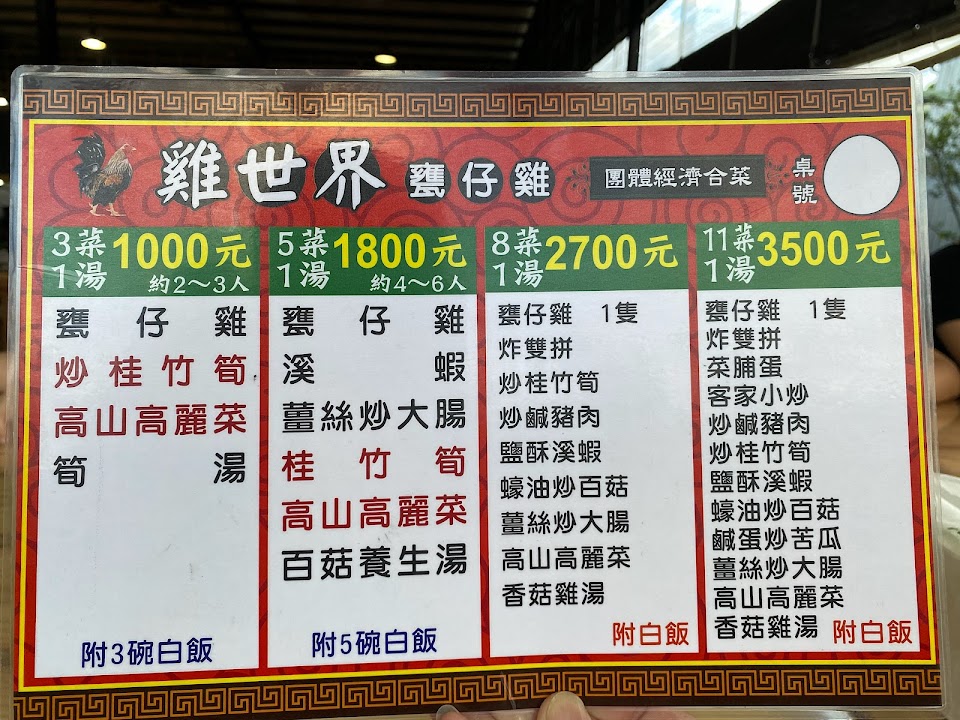 雞世界 甕仔雞 團體經濟合菜 桌號
3菜1湯 1000元
約2～3人
甕仔雞
炒桂竹筍
高山高麗菜
筍湯
附3碗白飯
5菜1湯 1800元
約4～6人
甕仔雞
溪蝦
薑絲炒大腸
桂竹筍
高山高麗菜
百菇養生湯
附5碗白飯
8菜1湯 2700元
甕仔雞 1隻
炸雙拼
炒桂竹筍
炒鹹豬肉
鹽酥溪蝦
蠔油炒百菇
薑絲炒大腸
高山高麗菜
香菇雞湯
附白飯
11菜1湯 3500元
甕仔雞 1隻
炸雙拼
菜脯蛋
客家小炒
炒鹹豬肉
炒桂竹筍
鹽酥溪蝦
蠔油炒百菇
鹹蛋炒苦瓜
薑絲炒大腸
高山高麗菜
香菇雞湯
附白飯